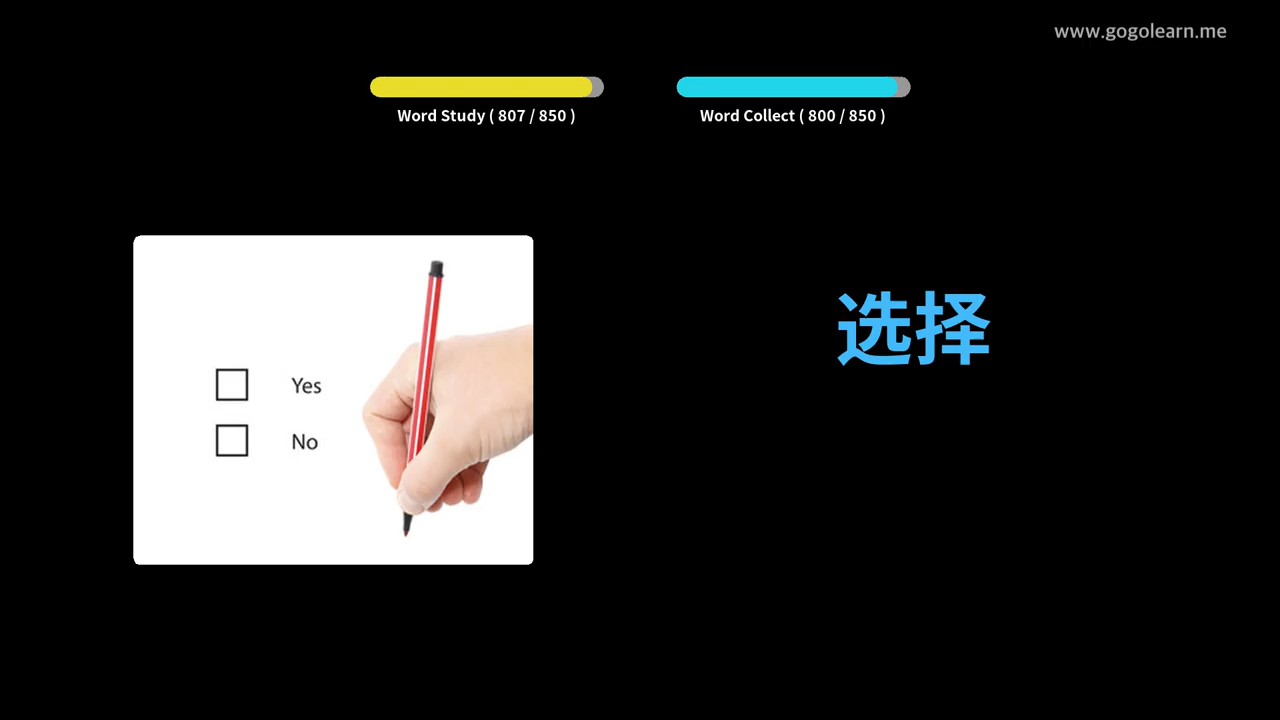 www.gogolearn.me
Word Study ( 807 / 850 )
Word Collect ( 800 / 850 )
选择
Yes
No